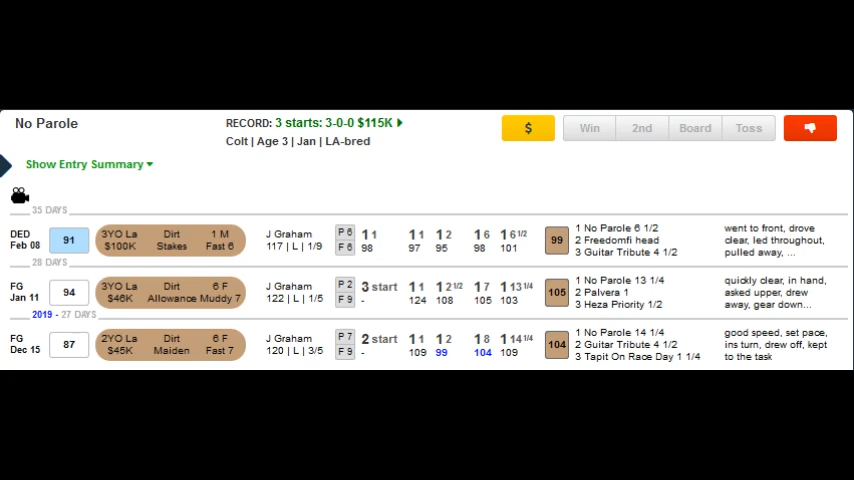 No Parole
RECORD: 3 starts: 3-0-0 $115K
$ Win 2nd Board Toss
Colt | Age 3 | Jan | LA-bred
Show Entry Summary
35 DAYS
DED 91 3YO La Dirt 1 M J Graham P 6 1 1 1 1 1 2 1 6 1 6 1/2 99 1 No Parole 6 1/2 went to front, drove
Feb 08 $100K Stakes Fast 6 117 | L | 1/9 F 6 98 97 95 98 101 2 Freedomfi head clear, led throughout,
3 Guitar Tribute 4 1/2 pulled away, ...
28 DAYS
FG 94 3YO La Dirt 6 F J Graham P 2 3 start 1 1 1 2 1/2 1 7 1 13 1/4 105 1 No Parole 13 1/4 quickly clear, in hand,
Jan 11 $46K Allowance Muddy 7 122 | L | 1/5 F 9 - 124 108 105 103 2 Palvera 1 asked upper, drew
3 Heza Priority 1/2 away, gear down...
2019 - 27 DAYS
FG 87 2YO La Dirt 6 F J Graham P 7 2 start 1 1 1 2 1 8 1 14 1/4 104 1 No Parole 14 1/4 good speed, set pace,
Dec 15 $45K Maiden Fast 7 120 | L | 3/5 F 9 - 109 99 104 109 2 Guitar Tribute 4 1/2 ins turn, drew off, kept
3 Tapit On Race Day 1 1/4 to the task